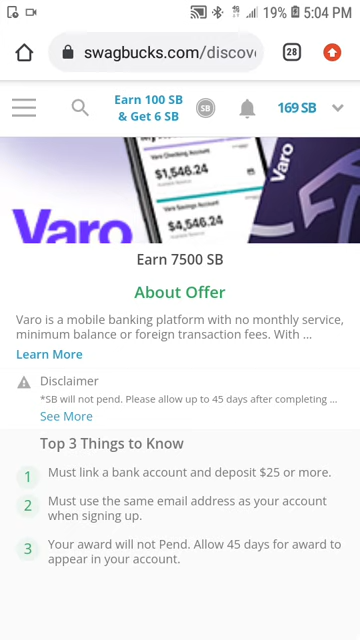 19% 5:04 PM
swagbucks.com/discov
28
Earn 100 SB
& Get 6 SB
SB
169 SB
Varo Checking Account
$1,546.24
Available Balance
Varo Savings Account
$4,546.24
Varo
Varo
Earn 7500 SB
About Offer
Varo is a mobile banking platform with no monthly service,
minimum balance or foreign transaction fees. With ...
Learn More
Disclaimer
*SB will not pend. Please allow up to 45 days after completing ...
See More
Top 3 Things to Know
1 Must link a bank account and deposit $25 or more.
2 Must use the same email address as your account
when signing up.
3 Your award will not Pend. Allow 45 days for award to
appear in your account.